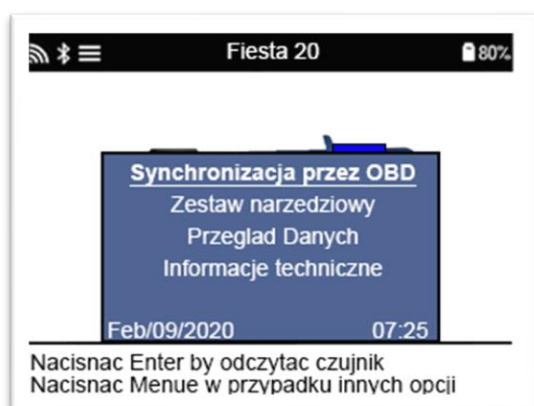 Fiesta 20
80%
Synchronizacja przez OBD
Zestaw narzedziowy
Przeglad Danych
Informacje techniczne
Feb/09/2020 07:25
Nacisnac Enter by odczytac czujnik
Nacisnac Menue w przypadku innych opcji